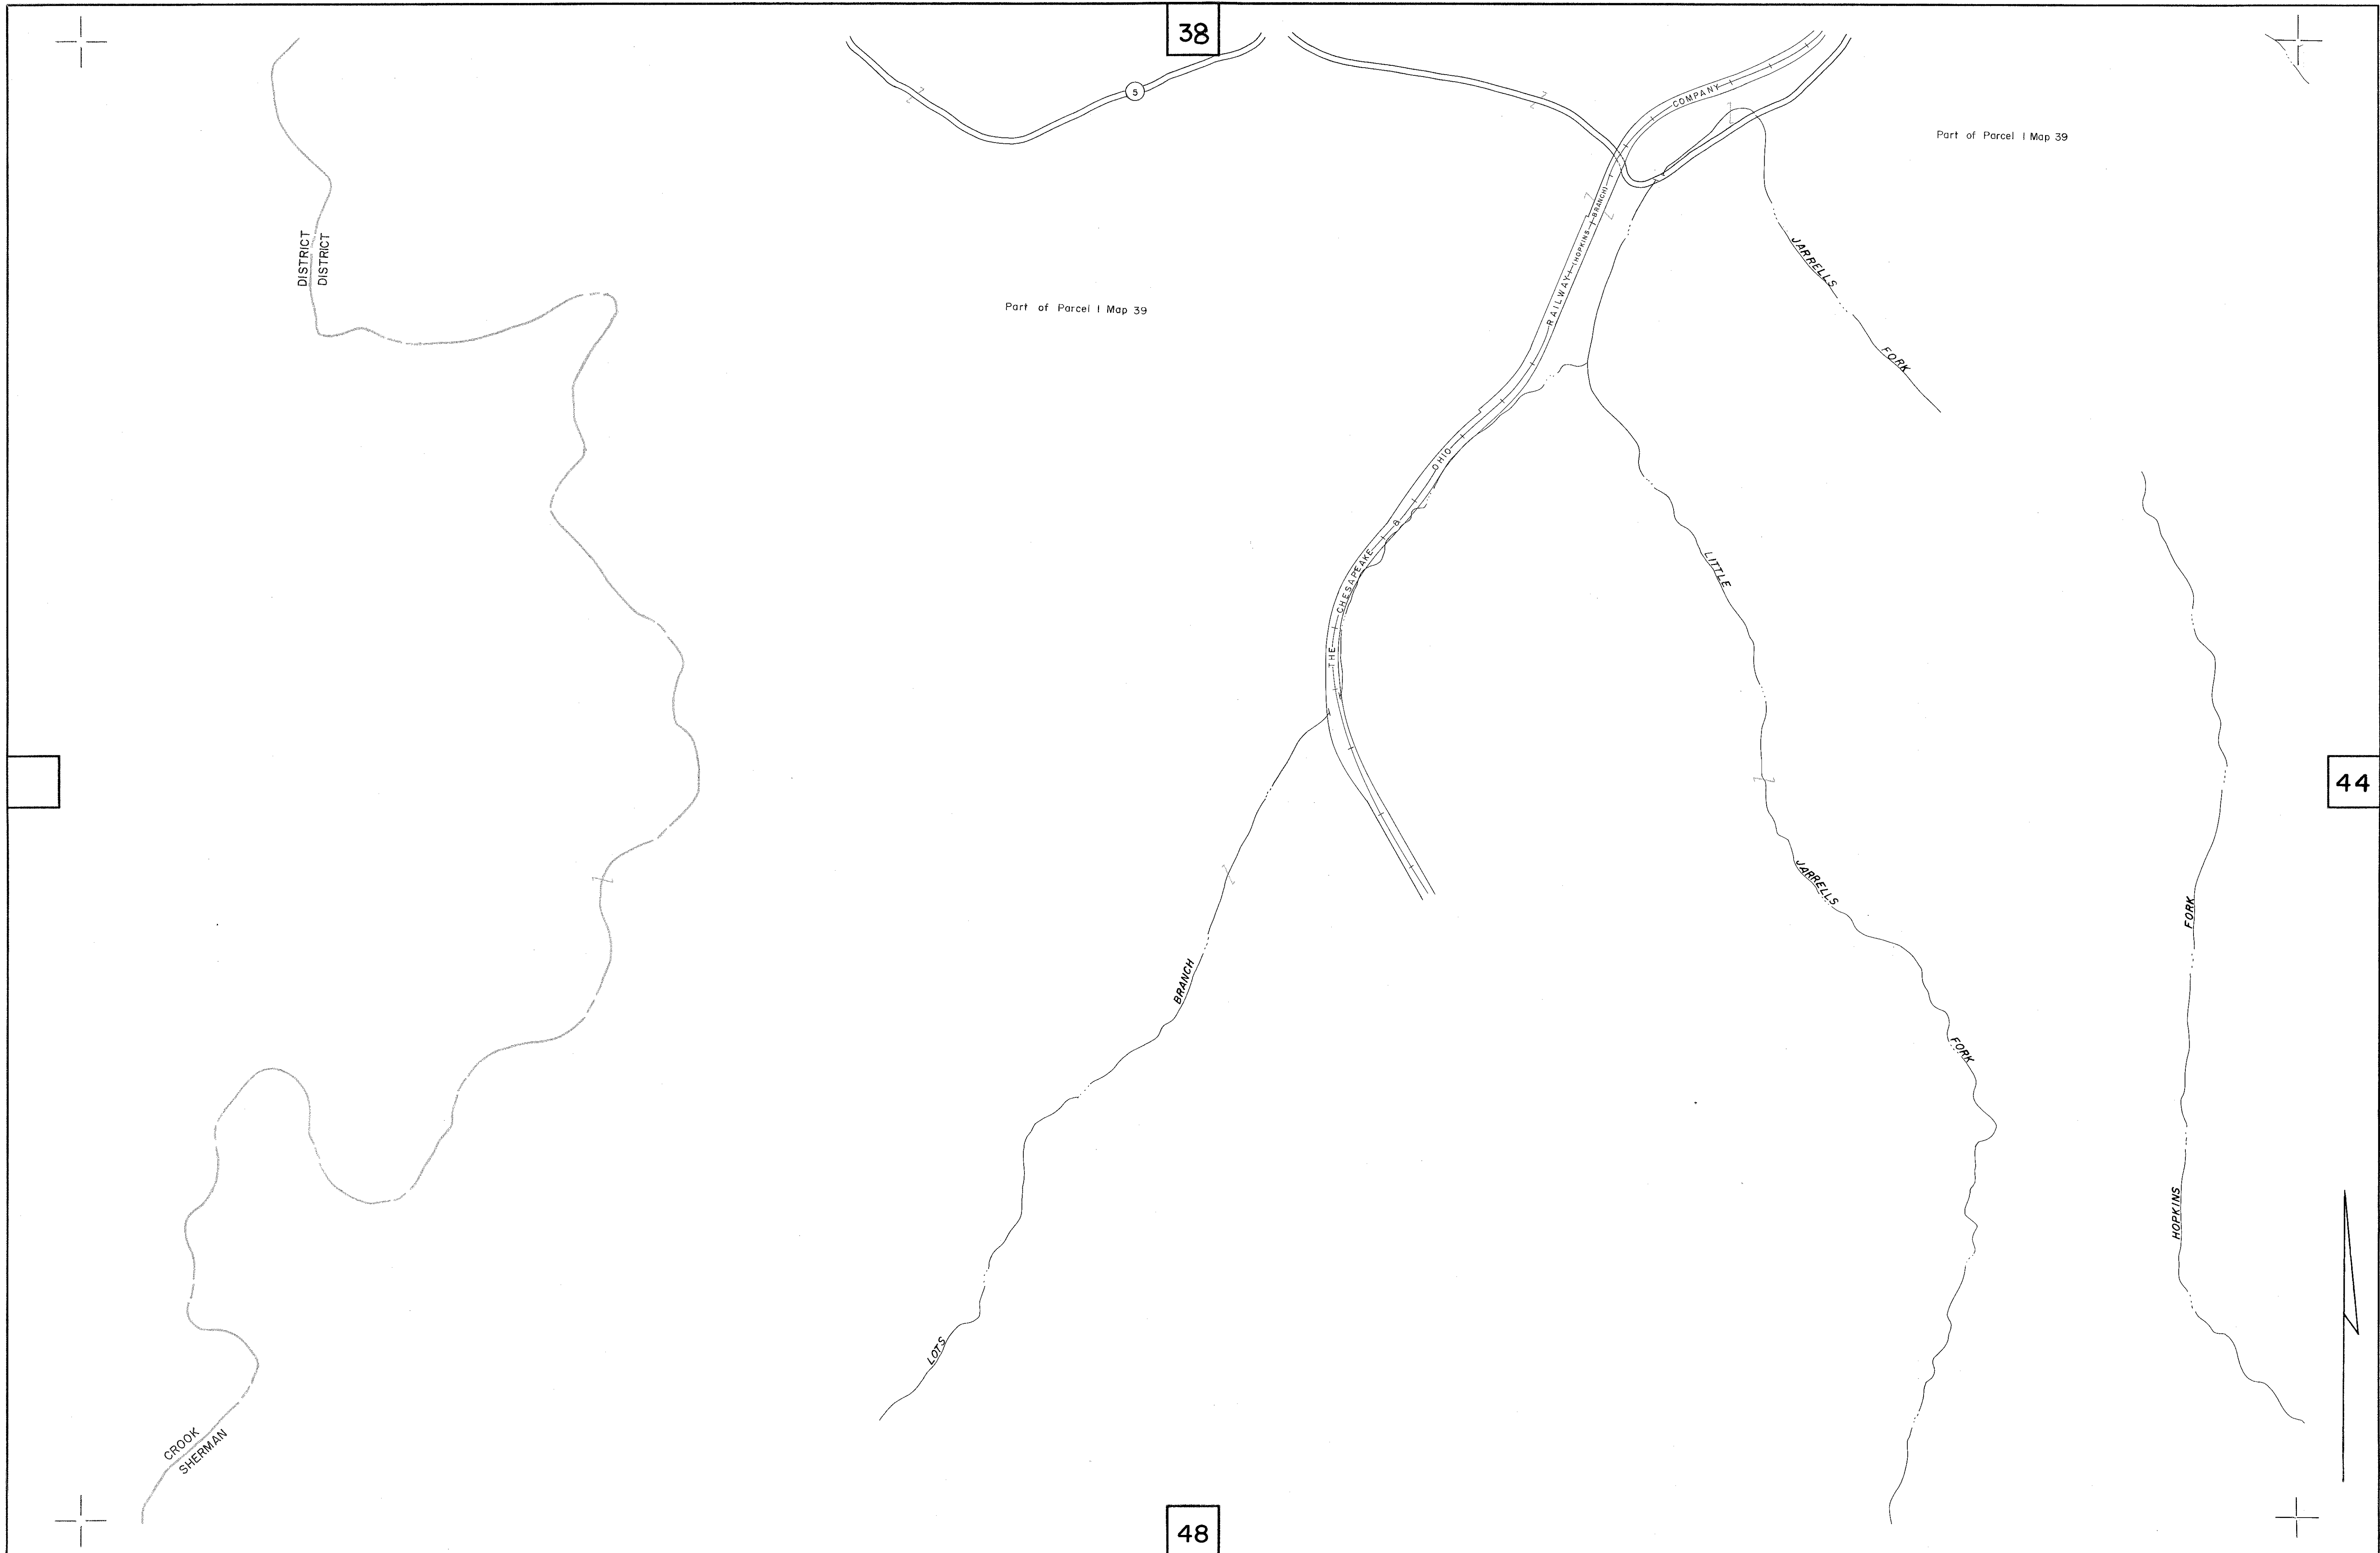 38
5
COMPANY
Part of Parcel 1 Map 39
DISTRICT
DISTRICT
RAILWAY (HOPKINS BRANCH)
JARRELLS
Part of Parcel 1 Map 39
FORK
OHIO
&
THE CHESAPEAKE
LITTLE
44
JARRELLS
FORK
BRANCH
FORK
HOPKINS
LOTS
CROOK
SHERMAN
48